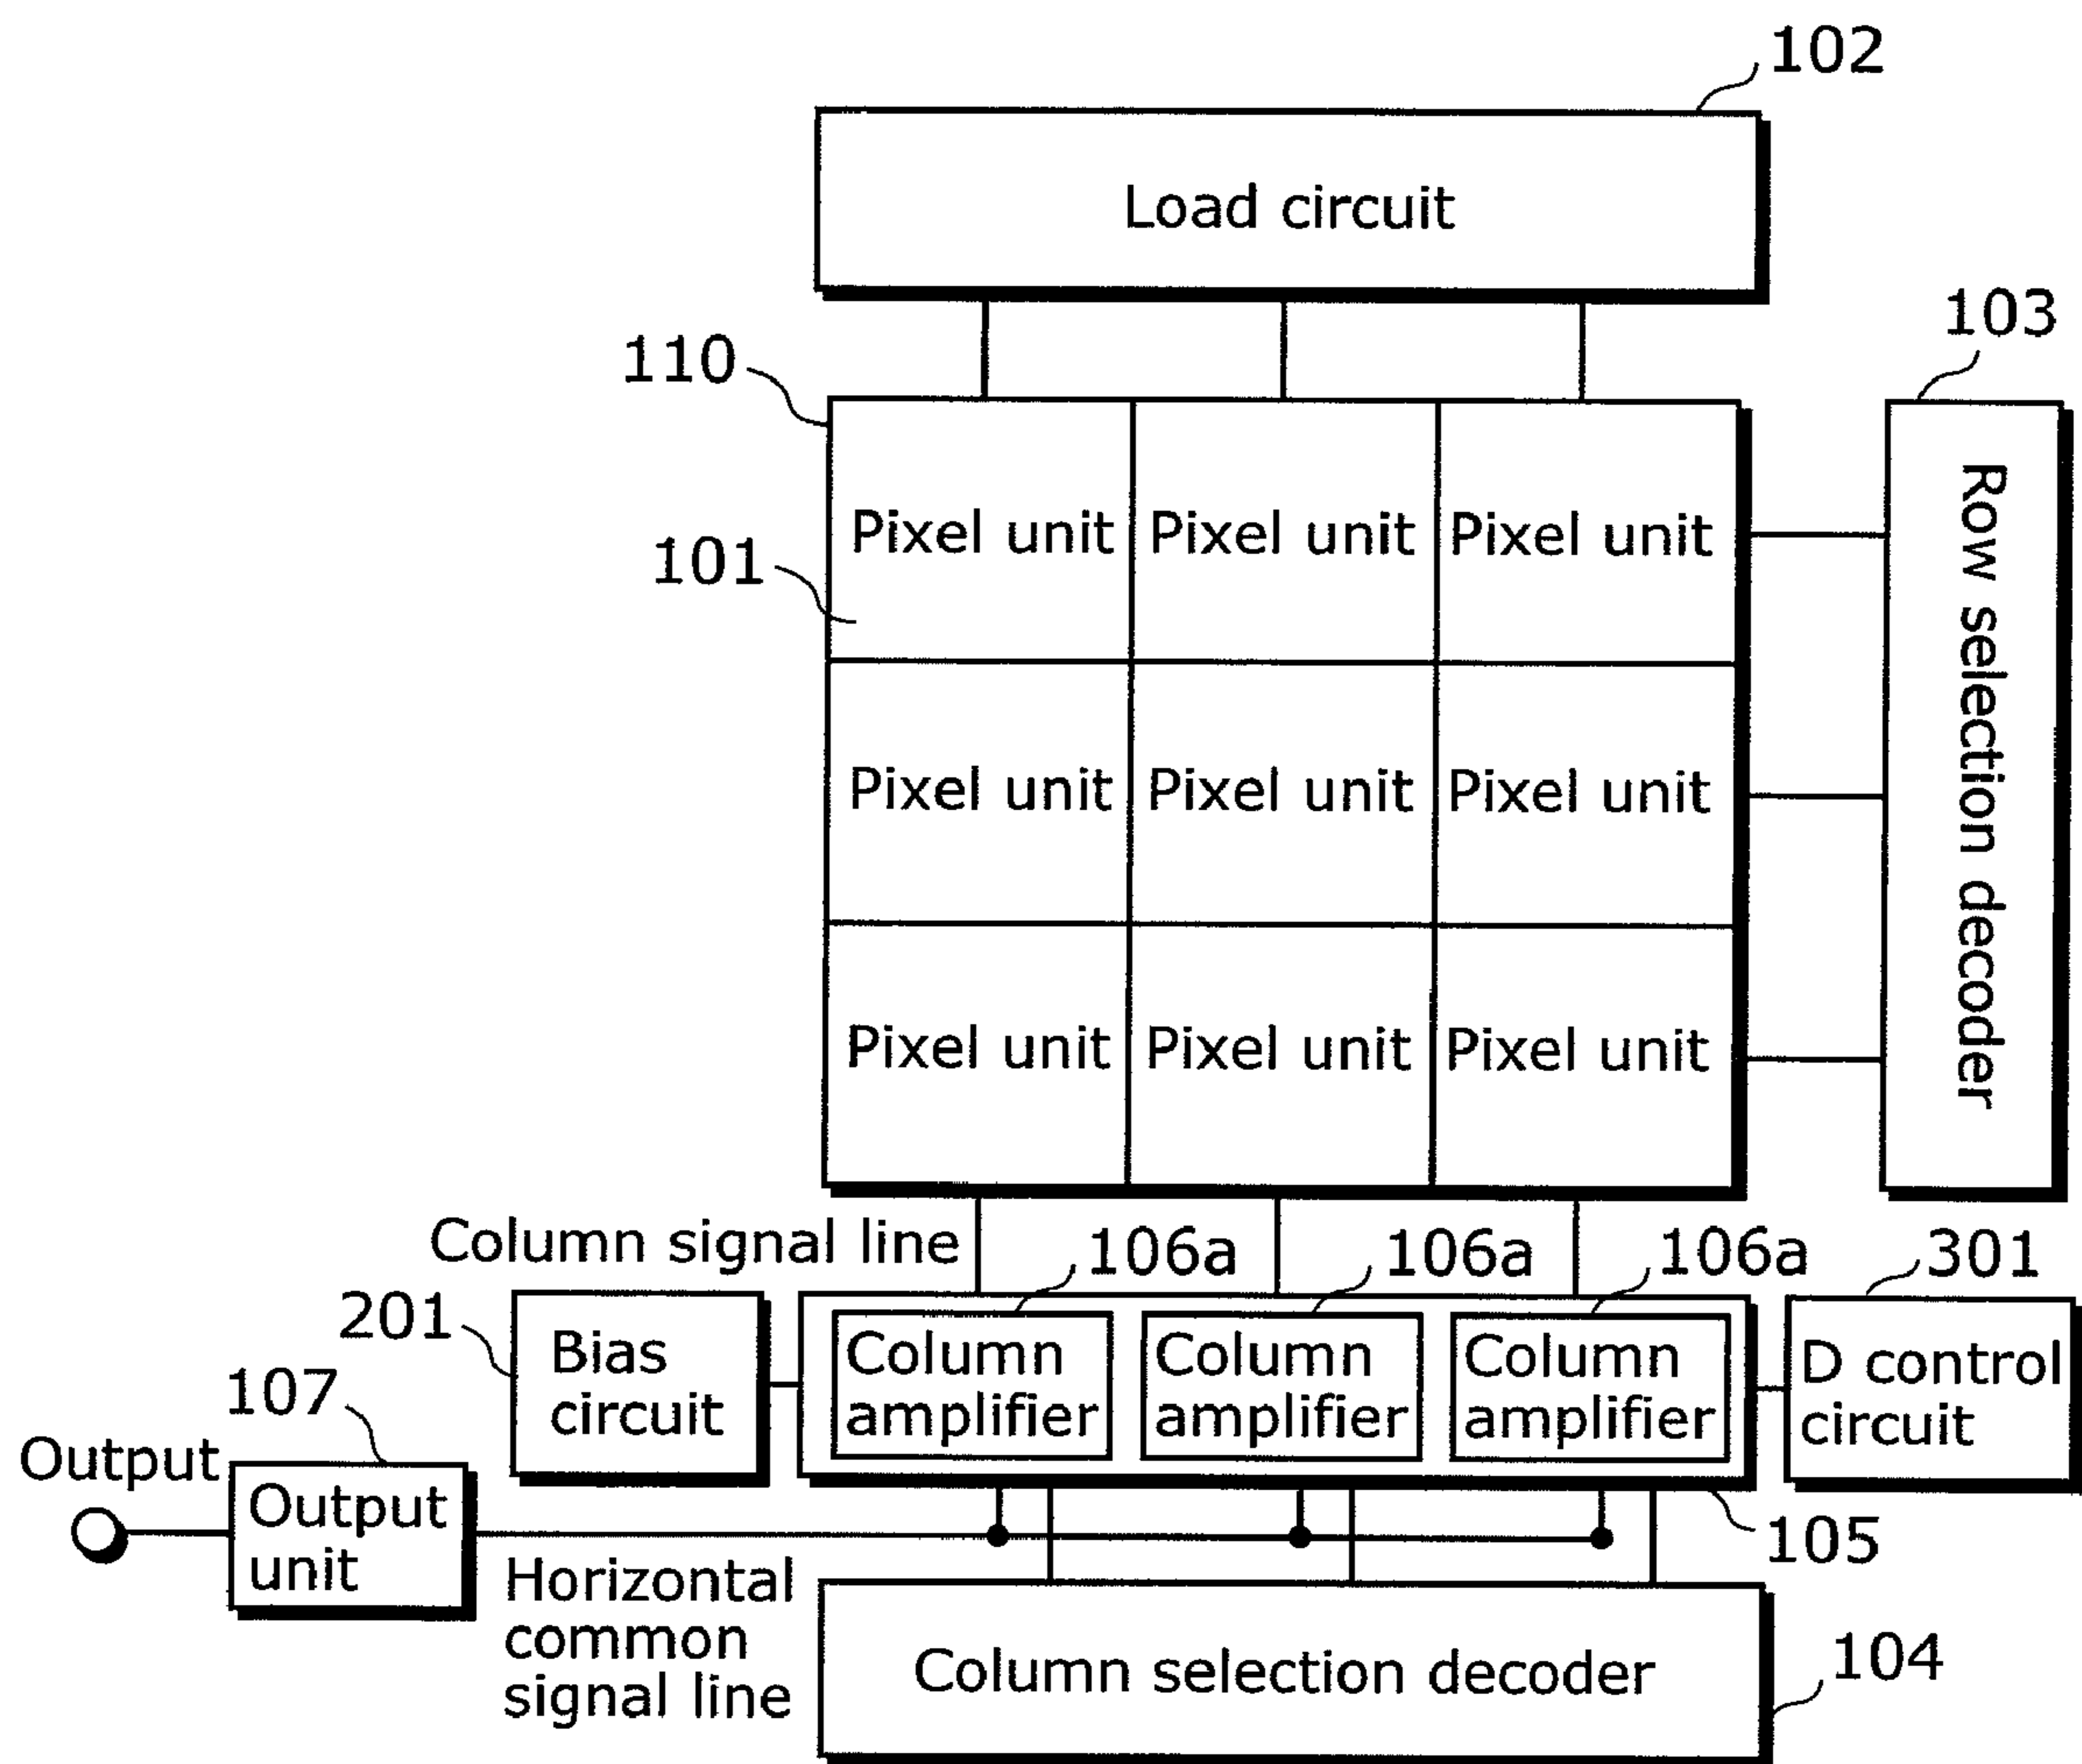 102
Load circuit
103
110
Pixel unit Pixel unit Pixel unit
101
Row selection decoder
Pixel unit Pixel unit Pixel unit
Pixel unit Pixel unit Pixel unit
Column signal line
106a 106a 106a 301
201
Bias
circuit
Column
amplifier
Column
amplifier
Column
amplifier
D control
circuit
107
Output
Output
unit
105
Horizontal
common
signal line
Column selection decoder
104